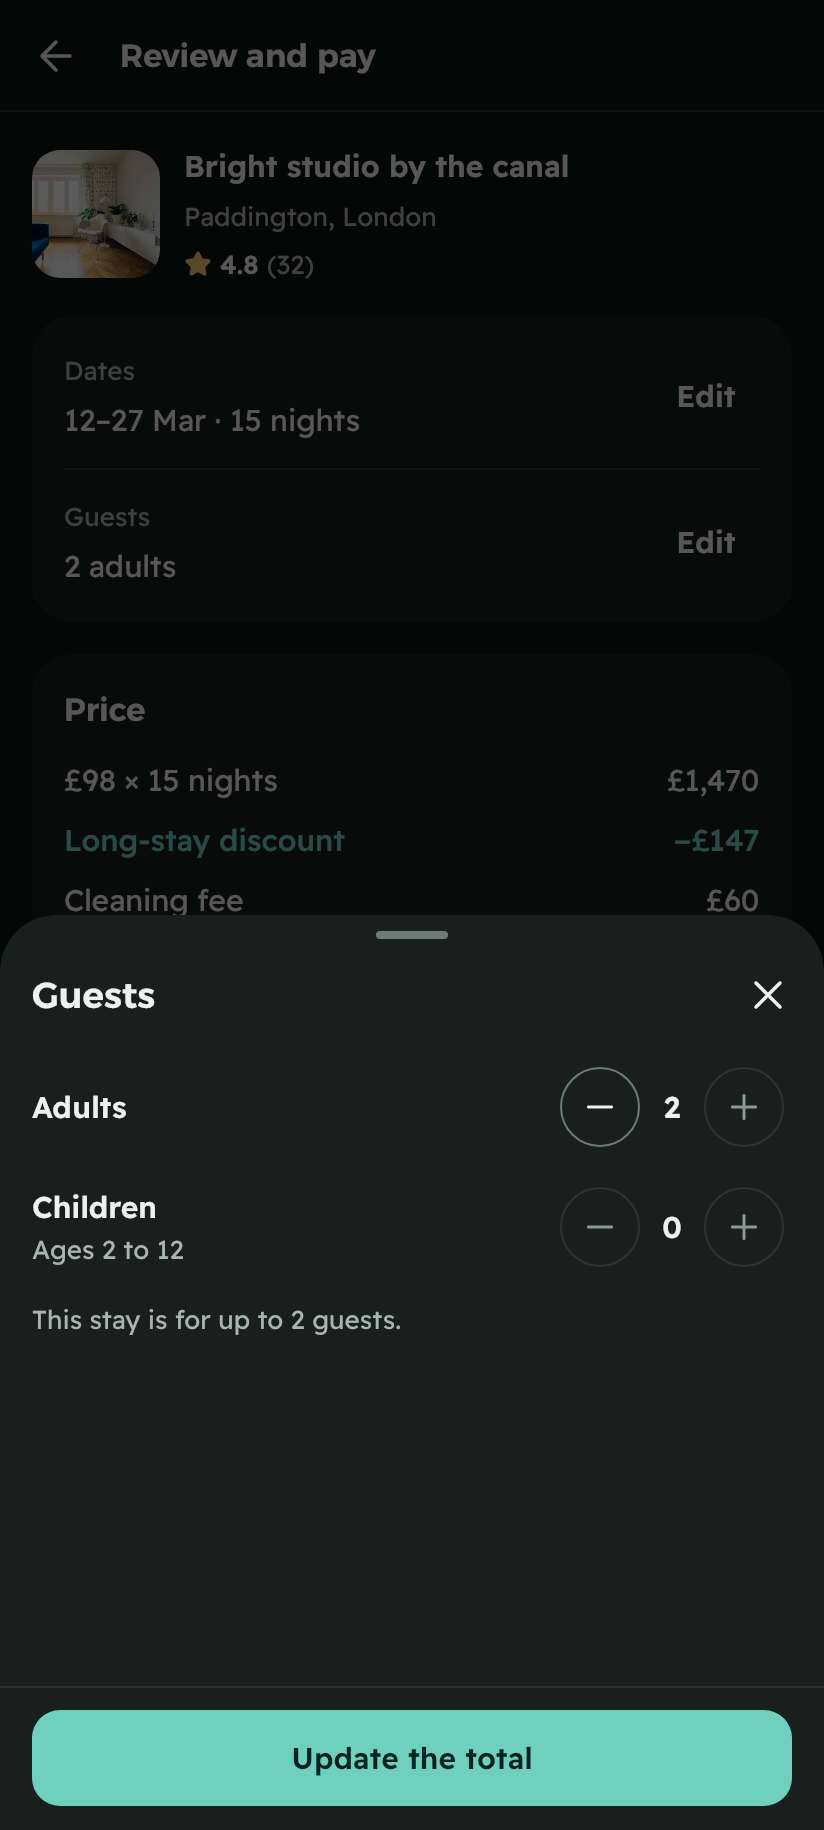 Review and pay
Bright studio by the canal
Paddington, London
4.8 (32)
Dates
12–27 Mar · 15 nights
Edit
Guests
2 adults
Edit
Price
£98 × 15 nights £1,470
Long-stay discount −£147
Cleaning fee £60
Guests
Adults 2
Children 0
Ages 2 to 12
This stay is for up to 2 guests.
Update the total